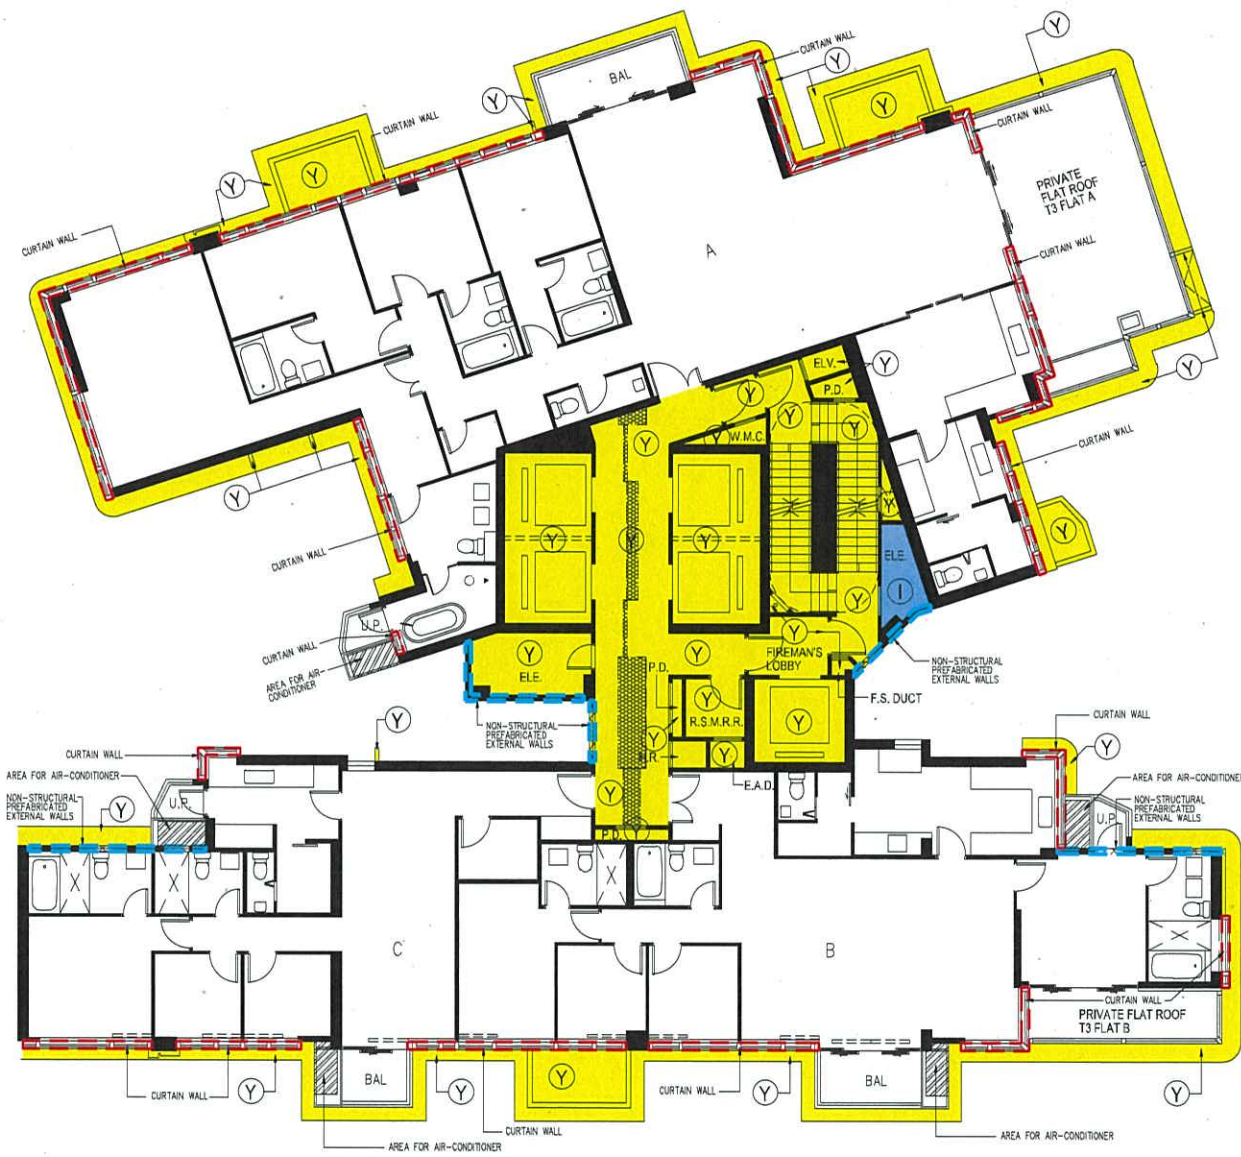 Y
CURTAIN WALL
Y
BAL
Y
Y
CURTAIN WALL
Y
CURTAIN WALL
Y
Y
PRIVATE
FLAT ROOF
T3 FLAT A
CURTAIN WALL
CURTAIN WALL
A
ELV.
Y
P.D.
Y
Y
Y
Y
Y
Y
W.M.C.
CURTAIN WALL
Y
Y
Y
Y
Y
Y
ELE.
Y
CURTAIN WALL
I
Y
U.P.
CURTAIN WALL
AREA FOR AIR-
CONDITIONER
Y
ELE.
Y
Y
FIREMAN'S
LOBBY
P.D.
NON-STRUCTURAL
PREFABRICATED
EXTERNAL WALLS
F.S. DUCT
Y
R.S.M.R.R.
Y
Y
NON-STRUCTURAL
PREFABRICATED
EXTERNAL WALLS
CURTAIN WALL
Y
CURTAIN WALL
Y
Y
AREA FOR AIR-CONDITIONER
NON-STRUCTURAL
PREFABRICATED
EXTERNAL WALLS
Y
U.P.
E.A.D.
Y
Y
P.D.
Y
AREA FOR AIR-CONDITIONER
NON-STRUCTURAL
PREFABRICATED
EXTERNAL WALLS
U.P.
C
B
CURTAIN WALL
PRIVATE FLAT ROOF
T3 FLAT B
BAL
Y
BAL
CURTAIN WALL
Y
Y
CURTAIN WALL
Y
Y
CURTAIN WALL
AREA FOR AIR-CONDITIONER
AREA FOR AIR-CONDITIONER